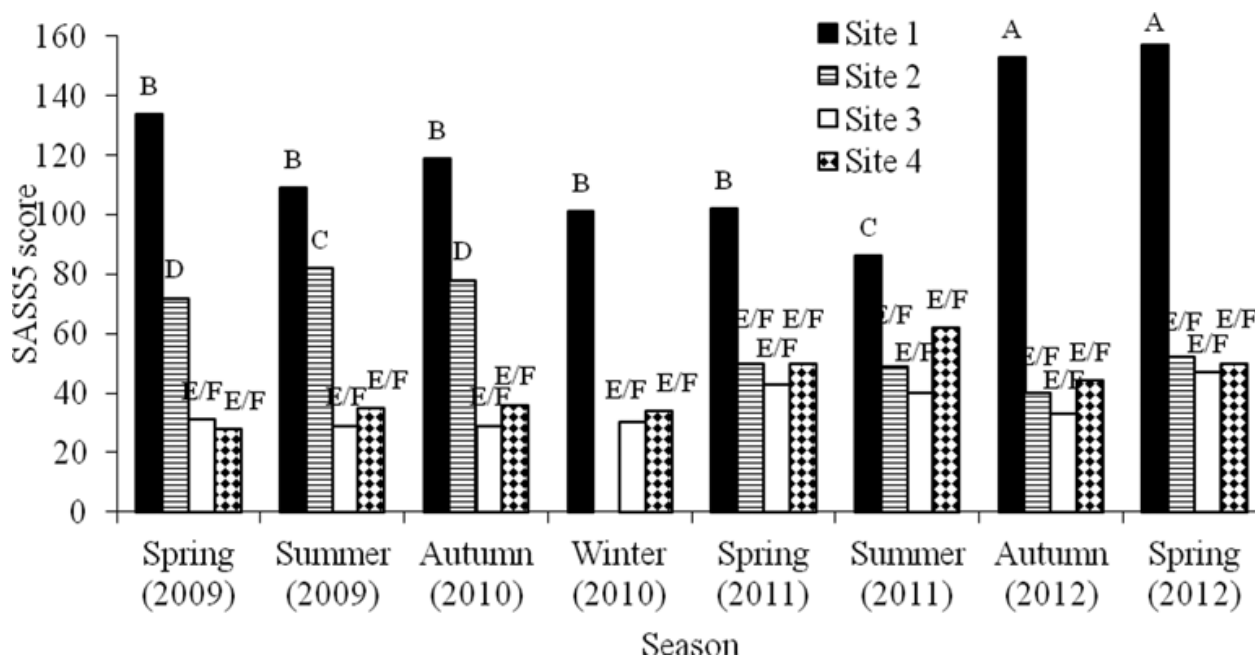 SASS5 score
160
140
120
100
80
60
40
20
0
Site 1
Site 2
Site 3
Site 4
B
D
E/F
E/F
B
C
E/F
E/F
B
D
E/F
E/F
B
E/F
E/F
B
E/F
E/F
E/F
C
E/F
E/F
E/F
A
E/F
E/F
E/F
A
E/F
E/F
E/F
Spring
(2009)
Summer
(2009)
Autumn
(2010)
Winter
(2010)
Spring
(2011)
Summer
(2011)
Autumn
(2012)
Spring
(2012)
Season